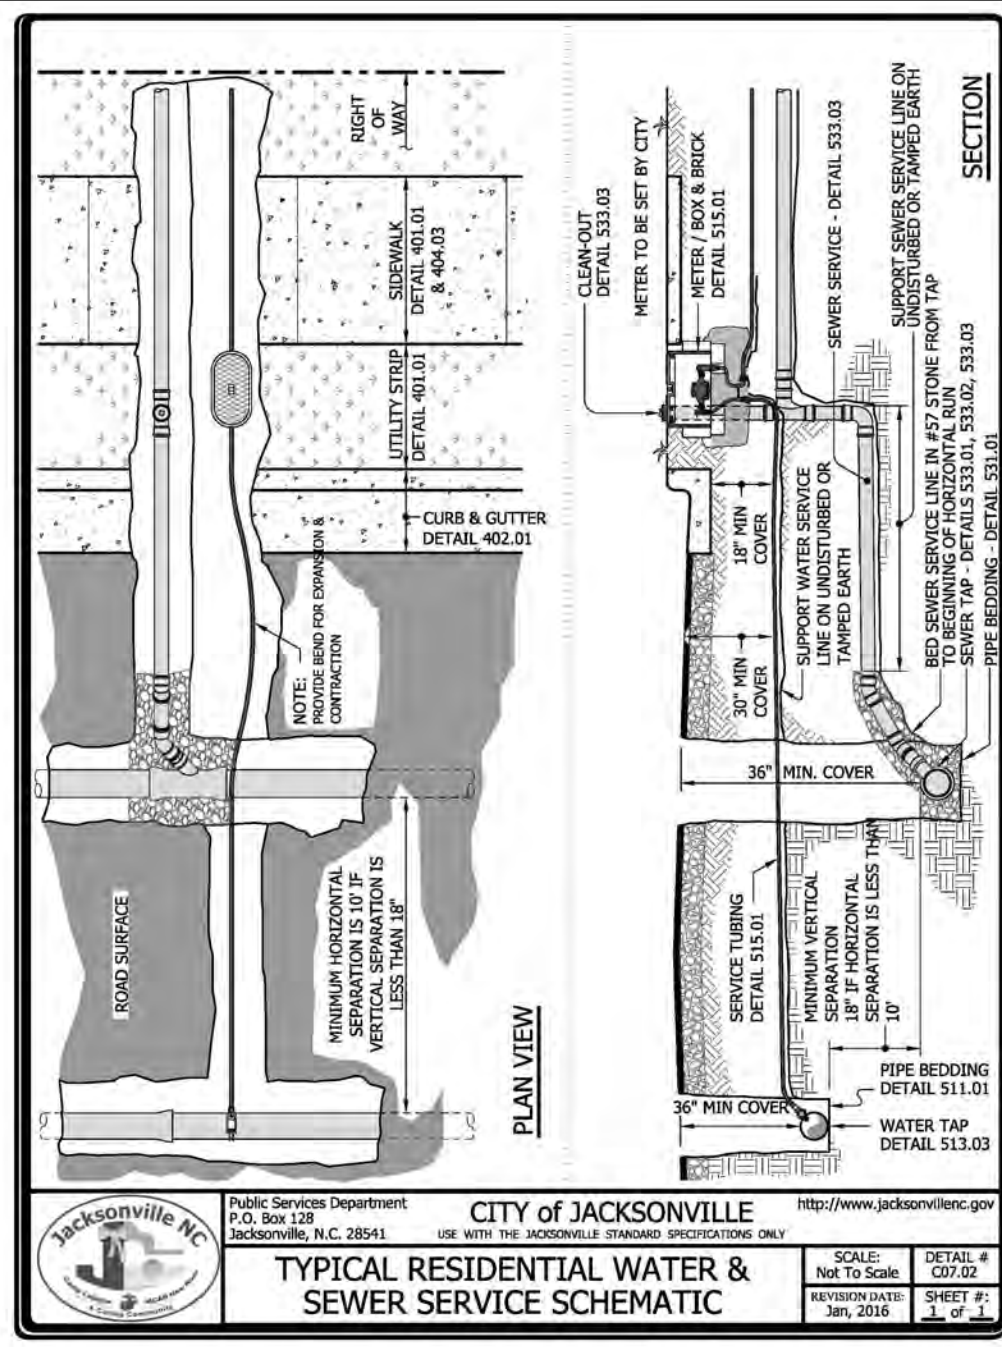 RIGHT
OF
WAY
SIDEWALK
DETAIL 401.01
& 404.03
UTILITY STRIP
DETAIL 401.01
CURB & GUTTER
DETAIL 402.01
NOTE:
PROVIDE BEND FOR EXPANSION &
CONTRACTION
ROAD SURFACE
MINIMUM HORIZONTAL
SEPARATION IS 10' IF
VERTICAL SEPARATION IS
LESS THAN 18"
PLAN VIEW
SECTION
CLEAN-OUT
DETAIL 533.03
METER TO BE SET BY CITY
METER / BOX & BRICK
DETAIL 515.01
SEWER SERVICE - DETAIL 533.03
SUPPORT SEWER SERVICE LINE ON
UNDISTURBED OR TAMPED EARTH
18" MIN
COVER
30" MIN
COVER
SUPPORT WATER SERVICE
LINE ON UNDISTURBED OR
TAMPED EARTH
BED SEWER SERVICE LINE IN #57 STONE FROM TAP
TO BEGINNING OF HORIZONTAL RUN
SEWER TAP - DETAILS 533.01, 533.02, 533.03
PIPE BEDDING - DETAIL 531.01
36" MIN. COVER
SERVICE TUBING
DETAIL 515.01
MINIMUM VERTICAL
SEPARATION
18" IF HORIZONTAL
SEPARATION IS LESS THAN
10'
36" MIN COVER
PIPE BEDDING
DETAIL 511.01
WATER TAP
DETAIL 513.03
Jacksonville NC
A Caring Community
Public Services Department
P.O. Box 128
Jacksonville, N.C. 28541
CITY of JACKSONVILLE
USE WITH THE JACKSONVILLE STANDARD SPECIFICATIONS ONLY
http://www.jacksonvillenc.gov
TYPICAL RESIDENTIAL WATER &
SEWER SERVICE SCHEMATIC
SCALE:
Not To Scale
DETAIL #
C07.02
REVISION DATE:
Jan, 2016
SHEET #:
1 of 1